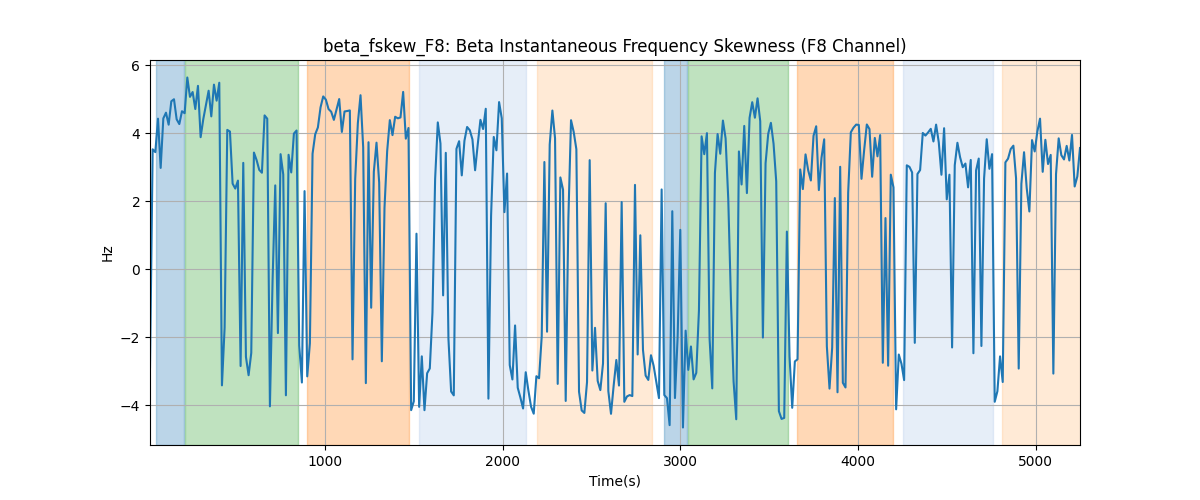 beta_fskew_F8: Beta Instantaneous Frequency Skewness (F8 Channel)
6
4
2
0
−2
−4
Hz
1000 2000 3000 4000 5000
Time(s)